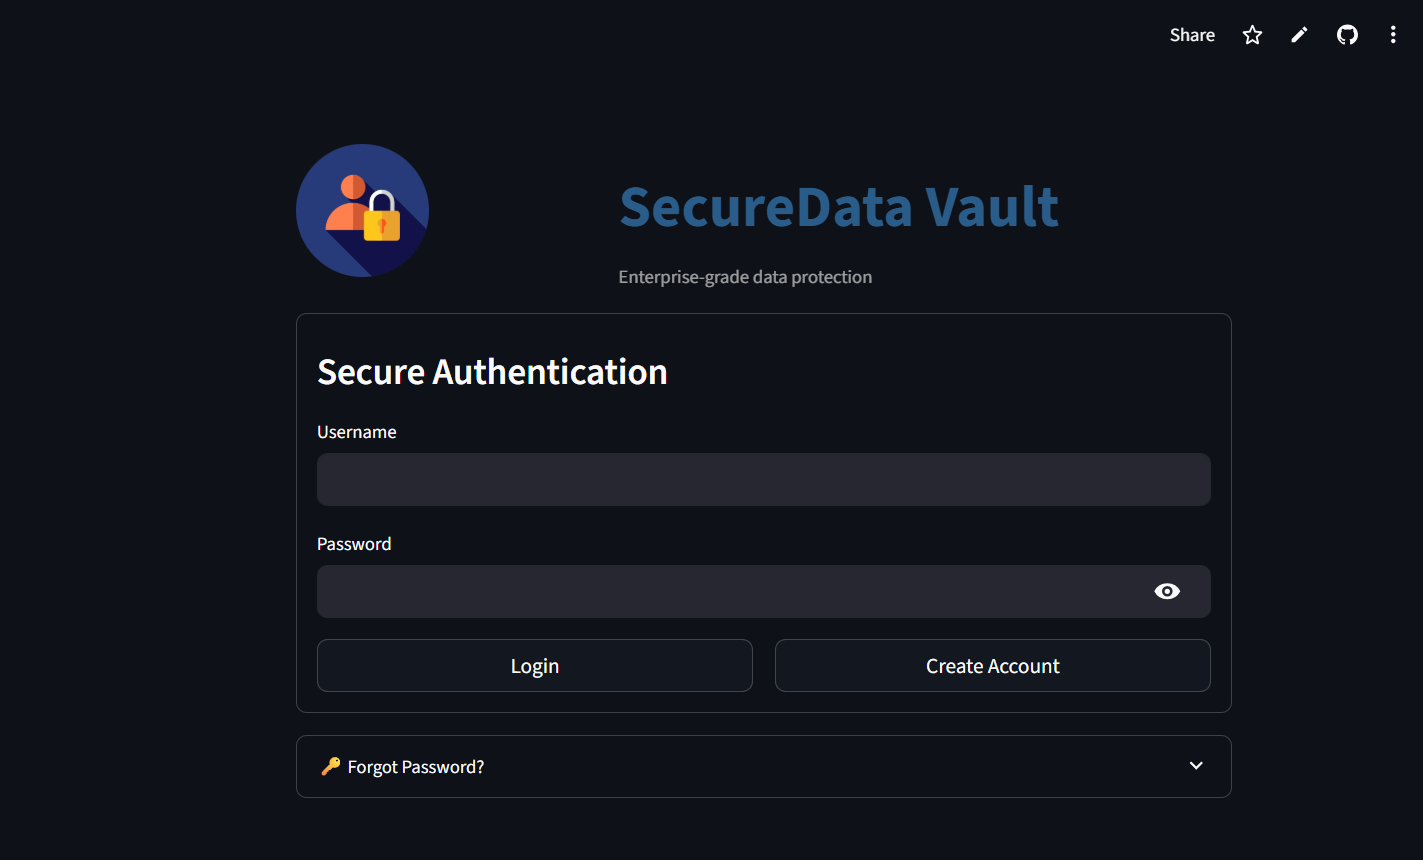 Share
SecureData Vault
Enterprise-grade data protection
Secure Authentication
Username
Password
Login
Create Account
Forgot Password?